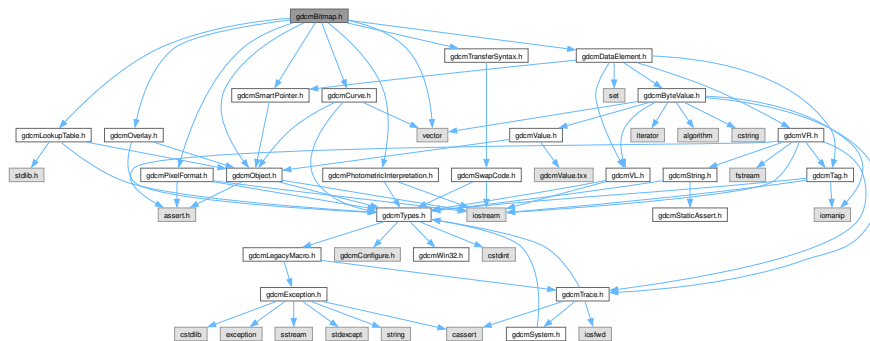 gdcmBitmap.h
gdcmTransferSyntax.h
gdcmDataElement.h
gdcmSmartPointer.h
gdcmCurve.h
set
gdcmByteValue.h
gdcmLookupTable.h
gdcmOverlay.h
vector
gdcmValue.h
iterator
algorithm
cstring
gdcmVR.h
stdlib.h
gdcmPixelFormat.h
gdcmObject.h
gdcmPhotometricInterpretation.h
gdcmSwapCode.h
gdcmValue.txx
gdcmVL.h
gdcmString.h
fstream
gdcmTag.h
assert.h
gdcmTypes.h
iostream
gdcmStaticAssert.h
iomanip
gdcmLegacyMacro.h
gdcmConfigure.h
gdcmWin32.h
cstdint
gdcmException.h
gdcmTrace.h
cstdlib
exception
sstream
stdexcept
string
cassert
gdcmSystem.h
iosfwd